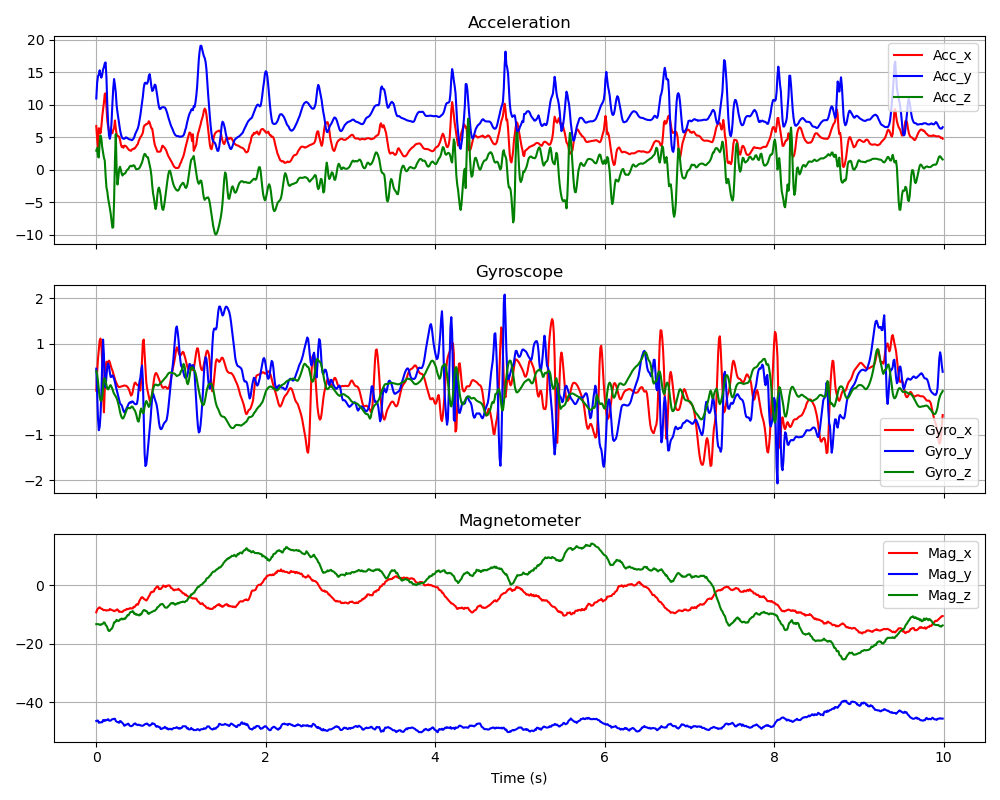 Acceleration
20
15
10
5
0
−5
−10
Acc_x
Acc_y
Acc_z
Gyroscope
2
1
0
−1
−2
Gyro_x
Gyro_y
Gyro_z
Magnetometer
0
−20
−40
Mag_x
Mag_y
Mag_z
0 2 4 6 8 10
Time (s)